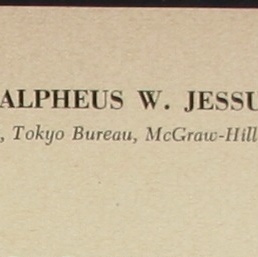 ALPHEUS W. JESSU
, Tokyo Bureau, McGraw-Hill